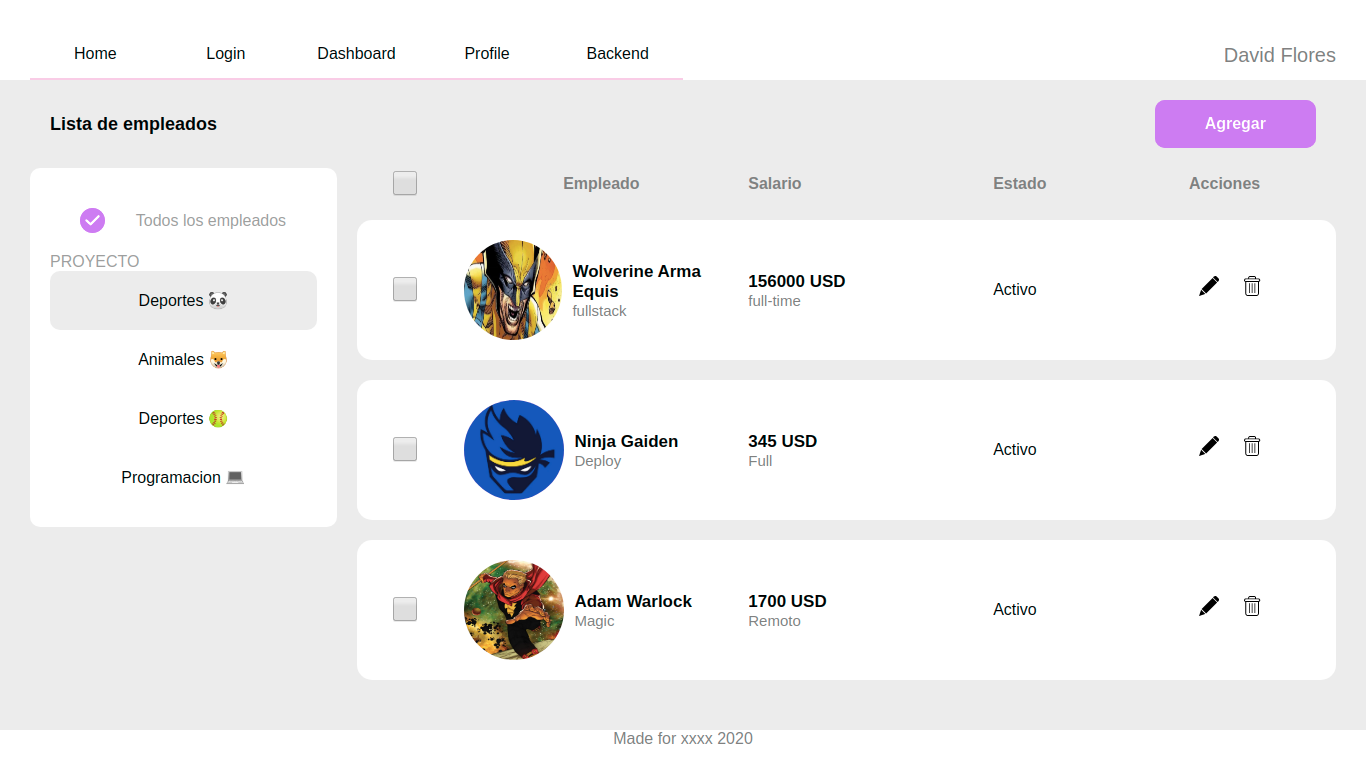 Home Login Dashboard Profile Backend David Flores
Lista de empleados Agregar
Todos los empleados
PROYECTO
Deportes 🐼
Animales 🐶
Deportes 🥎
Programacion 💻
Empleado Salario Estado Acciones
Wolverine Arma
Equis
fullstack
156000 USD
full-time
Activo
Ninja Gaiden
Deploy
345 USD
Full
Activo
Adam Warlock
Magic
1700 USD
Remoto
Activo
Made for xxxx 2020